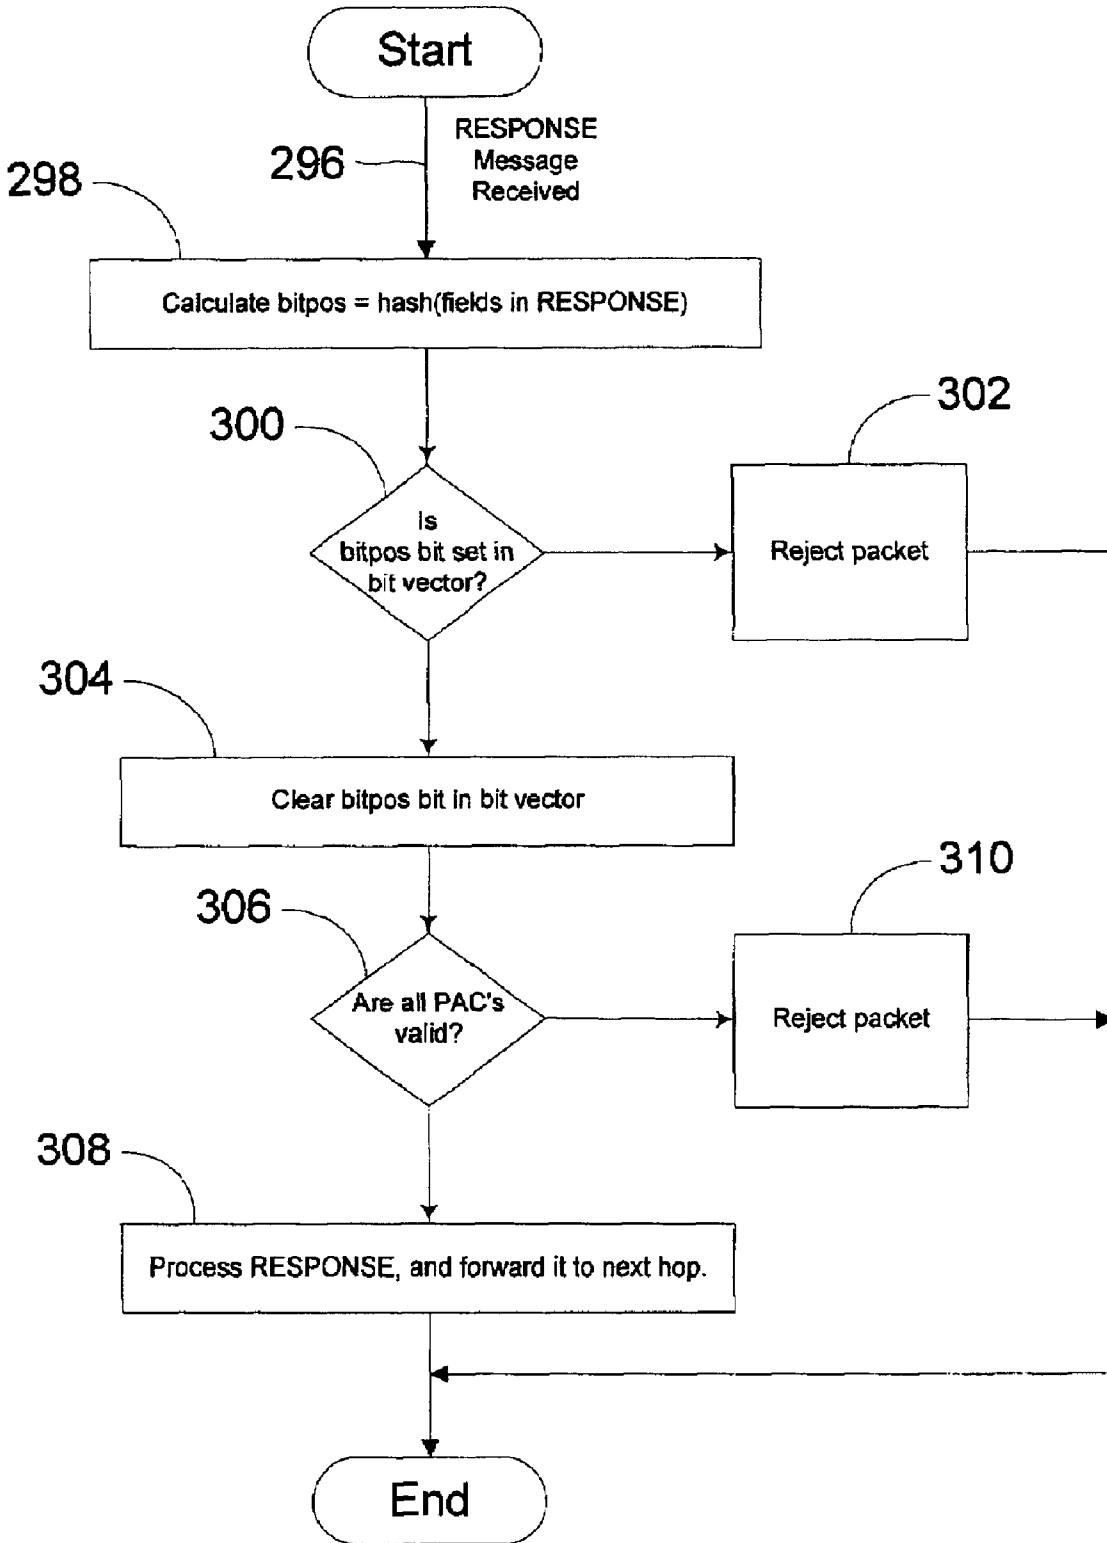 Start
RESPONSE
Message
Received
296
298
Calculate bitpos = hash(fields in RESPONSE)
300
302
Is
bitpos bit set in
bit vector?
Reject packet
304
Clear bitpos bit in bit vector
310
306
Are all PAC's
valid?
Reject packet
308
Process RESPONSE, and forward it to next hop.
End